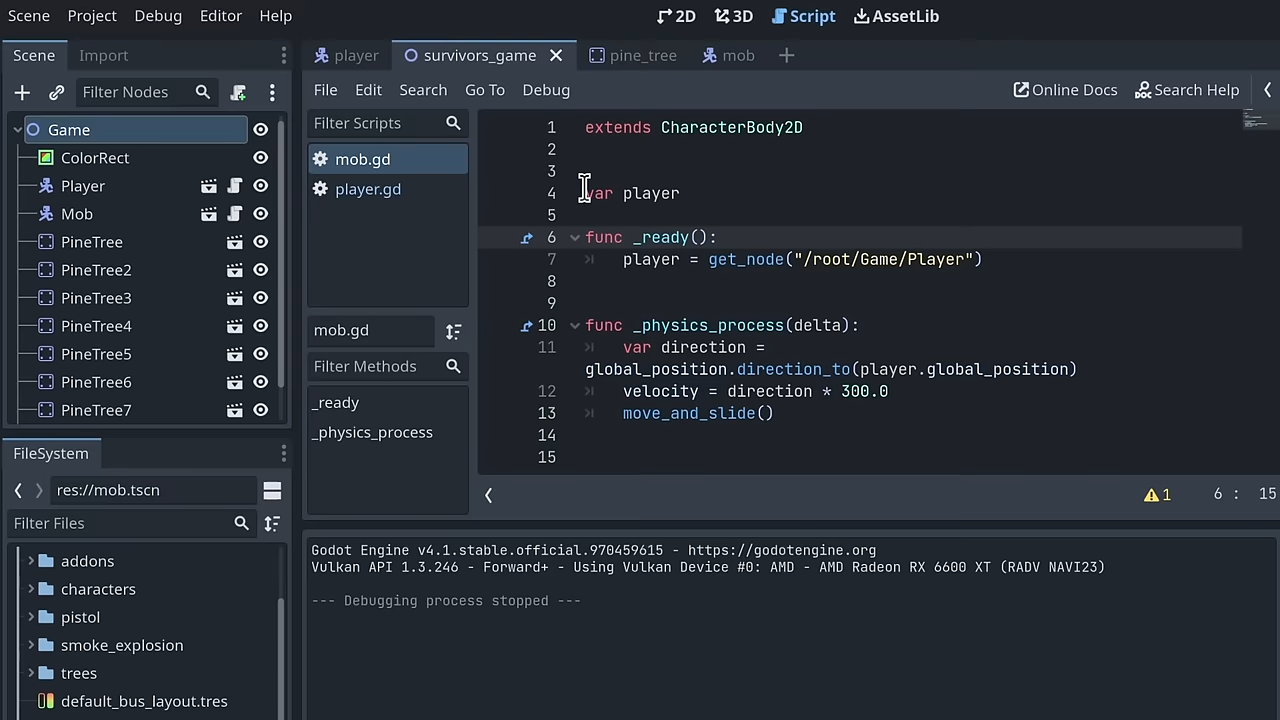 Scene Project Debug Editor Help 2D 3D Script AssetLib
Scene Import
player survivors_game pine_tree mob
Filter Nodes
Game
ColorRect
Player
Mob
PineTree
PineTree2
PineTree3
PineTree4
PineTree5
PineTree6
PineTree7
FileSystem
res://mob.tscn
Filter Files
addons
characters
pistol
smoke_explosion
trees
default_bus_layout.tres
File Edit Search Go To Debug Online Docs Search Help
Filter Scripts
mob.gd
player.gd
mob.gd
Filter Methods
_ready
_physics_process
1 extends CharacterBody2D
2
3
4 var player
5
6 func _ready():
7 player = get_node("/root/Game/Player")
8
9
10 func _physics_process(delta):
11 var direction =
global_position.direction_to(player.global_position)
12 velocity = direction * 300.0
13 move_and_slide()
14
15
1 6 : 15
Godot Engine v4.1.stable.official.970459615 - https://godotengine.org
Vulkan API 1.3.246 - Forward+ - Using Vulkan Device #0: AMD - AMD Radeon RX 6600 XT (RADV NAVI23)
--- Debugging process stopped ---